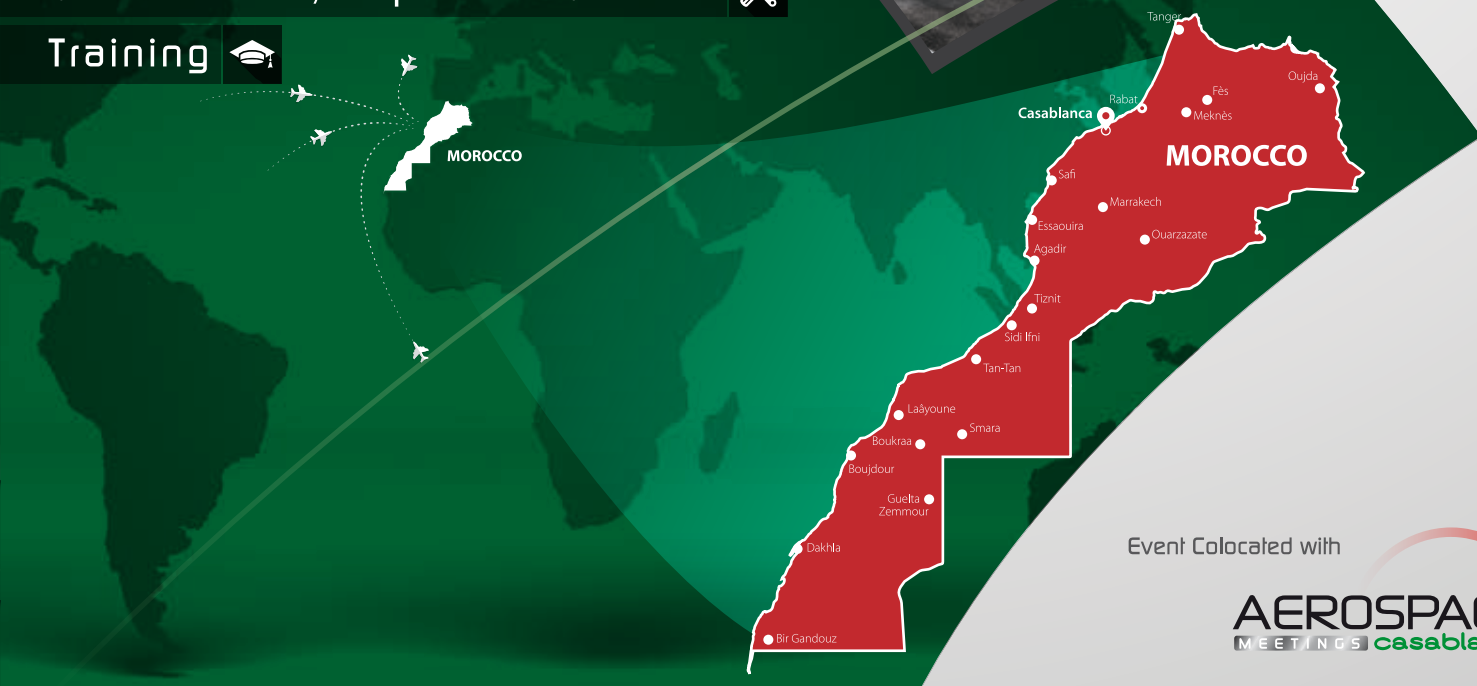 Training
MOROCCO
Tanger
Oujda
Fès
Rabat
Casablanca
Meknès
MOROCCO
Safi
Marrakech
Essaouira
Ouarzazate
Agadir
Tiznit
Sidi Ifni
Tan-Tan
Laâyoune
Smara
Boukraa
Boujdour
Guelta
Zemmour
Dakhla
Bir Gandouz
Event Colocated with
AEROSPAC
MEETINGS casabla